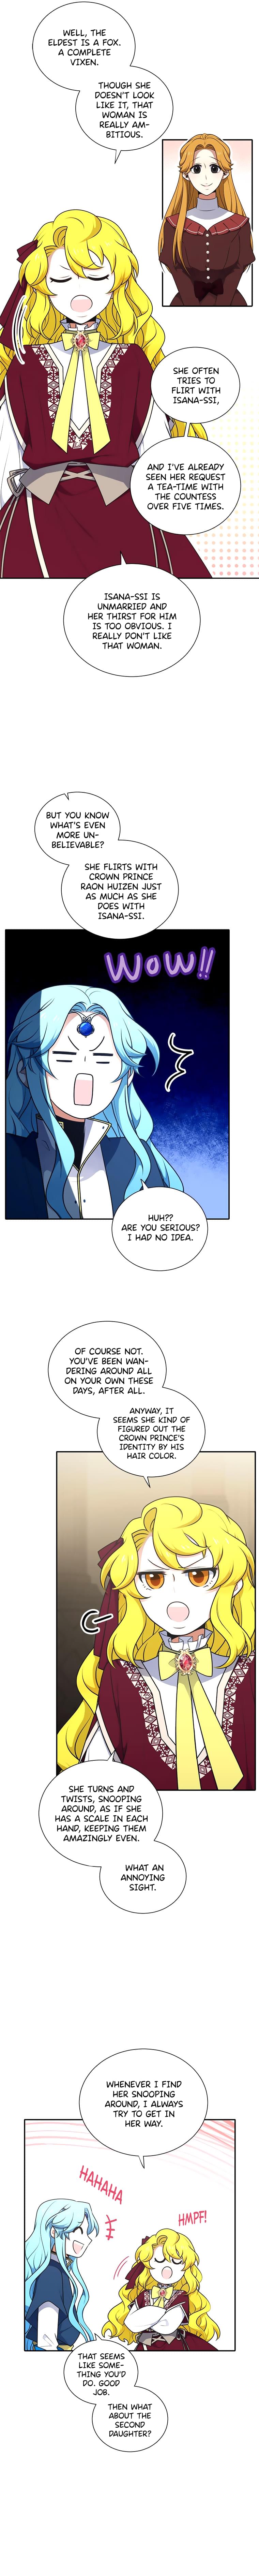 WELL, THE
ELDEST IS A FOX.
A COMPLETE
VIXEN.
THOUGH SHE
DOESN'T LOOK
LIKE IT, THAT
WOMAN IS
REALLY AM-
BITIOUS.
SHE OFTEN
TRIES TO
FLIRT WITH
ISANA-SSI,
AND I'VE ALREADY
SEEN HER REQUEST
A TEA-TIME WITH
THE COUNTESS
OVER FIVE TIMES.
ISANA-SSI IS
UNMARRIED AND
HER THIRST FOR HIM
IS TOO OBVIOUS. I
REALLY DON'T LIKE
THAT WOMAN.
BUT YOU KNOW
WHAT'S EVEN
MORE UN-
BELIEVABLE?
SHE FLIRTS WITH
CROWN PRINCE
RAON HUIZEN JUST
AS MUCH AS SHE
DOES WITH
ISANA-SSI.
WOW!!
HUH??
ARE YOU SERIOUS?
I HAD NO IDEA.
OF COURSE NOT.
YOU'VE BEEN WAN-
DERING AROUND ALL
ON YOUR OWN THESE
DAYS, AFTER ALL.
ANYWAY, IT
SEEMS SHE KIND OF
FIGURED OUT THE
CROWN PRINCE'S
IDENTITY BY HIS
HAIR COLOR.
SHE TURNS AND
TWISTS, SNOOPING
AROUND, AS IF SHE
HAS A SCALE IN EACH
HAND, KEEPING THEM
AMAZINGLY EVEN.
WHAT AN
ANNOYING
SIGHT.
WHENEVER I FIND
HER SNOOPING
AROUND, I ALWAYS
TRY TO GET IN
HER WAY.
HAHAHA
HMPF!
THAT SEEMS
LIKE SOME-
THING YOU'D
DO. GOOD
JOB.
THEN WHAT
ABOUT THE
SECOND
DAUGHTER?